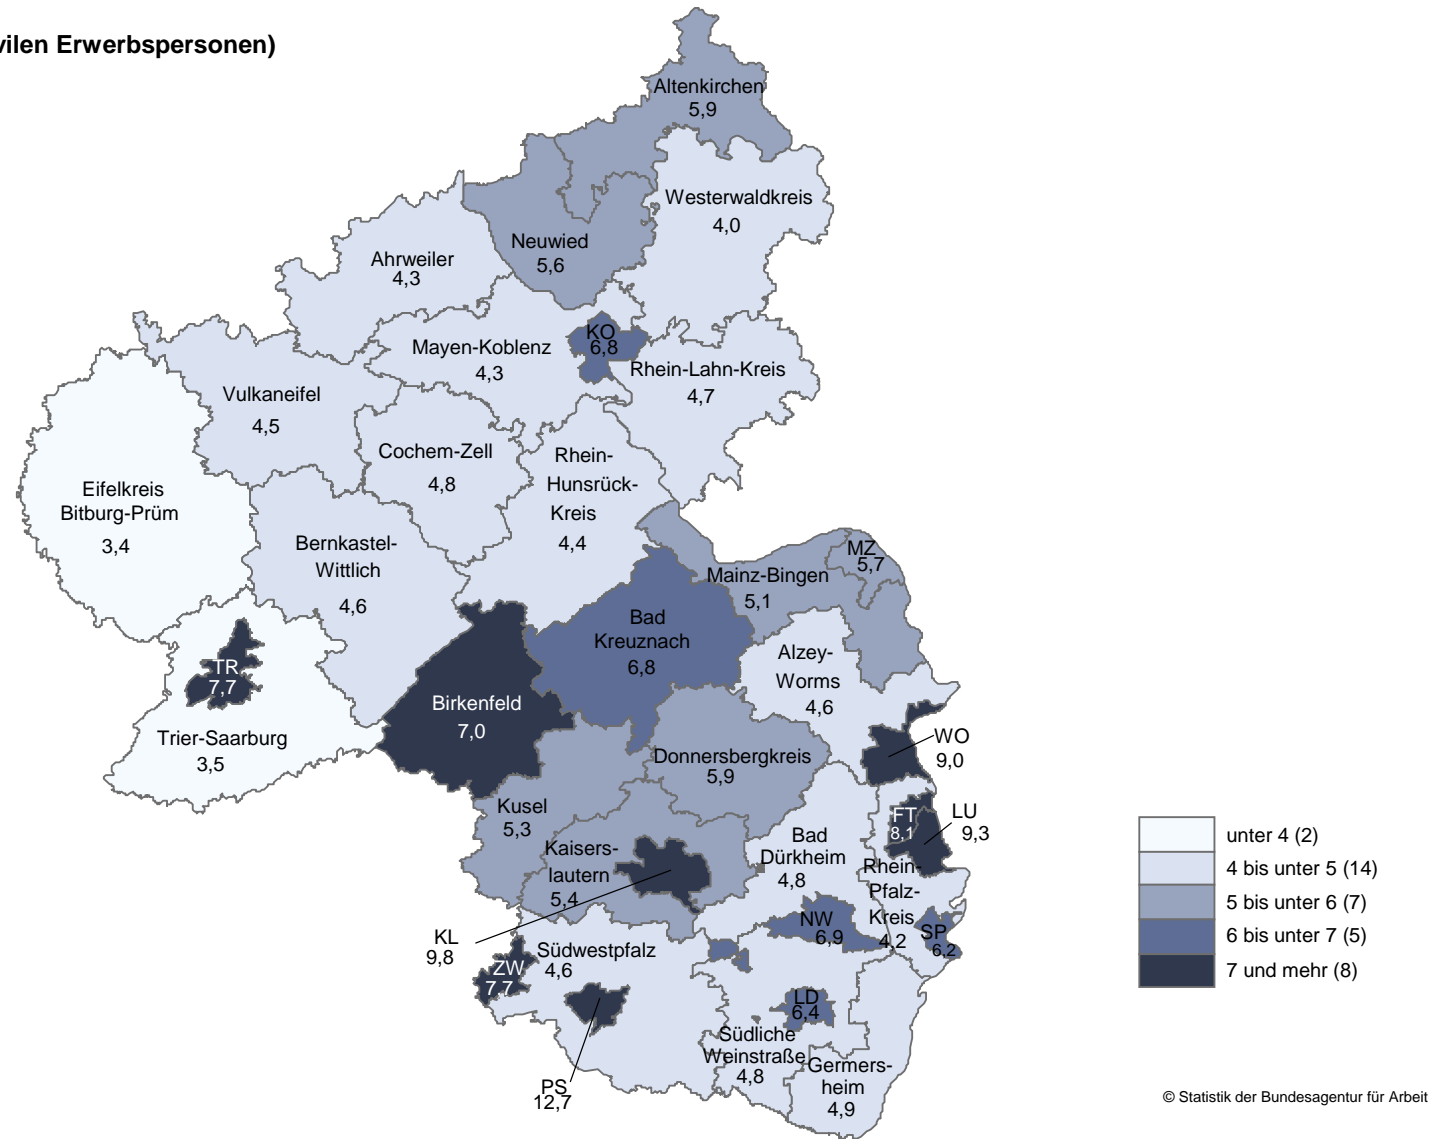 vilen Erwerbspersonen)
Altenkirchen
5,9
Westerwaldkreis
4,0
Neuwied
5,6
Ahrweiler
4,3
KO
6,8
Mayen-Koblenz
4,3
Rhein-Lahn-Kreis
4,7
Vulkaneifel
4,5
Cochem-Zell
4,8
Rhein-
Hunsrück-
Kreis
4,4
Eifelkreis
Bitburg-Prüm
3,4
Bernkastel-
Wittlich
4,6
MZ
5,7
Mainz-Bingen
5,1
Bad
Kreuznach
6,8
Alzey-
Worms
4,6
TR
7,7
Trier-Saarburg
3,5
Birkenfeld
7,0
WO
9,0
Donnersbergkreis
5,9
Kusel
5,3
FT
8,1
LU
9,3
Bad
Dürkheim
4,8
Kaisers-
lautern
5,4
Rhein-
Pfalz-
Kreis
4,2
KL
9,8
NW
6,9
SP
6,2
Südwestpfalz
4,6
ZW
7 7
LD
6,4
Südliche
Weinstraße
4,8
Germers-
heim
4,9
PS
12,7
unter 4 (2)
4 bis unter 5 (14)
5 bis unter 6 (7)
6 bis unter 7 (5)
7 und mehr (8)
© Statistik der Bundesagentur für Arbeit